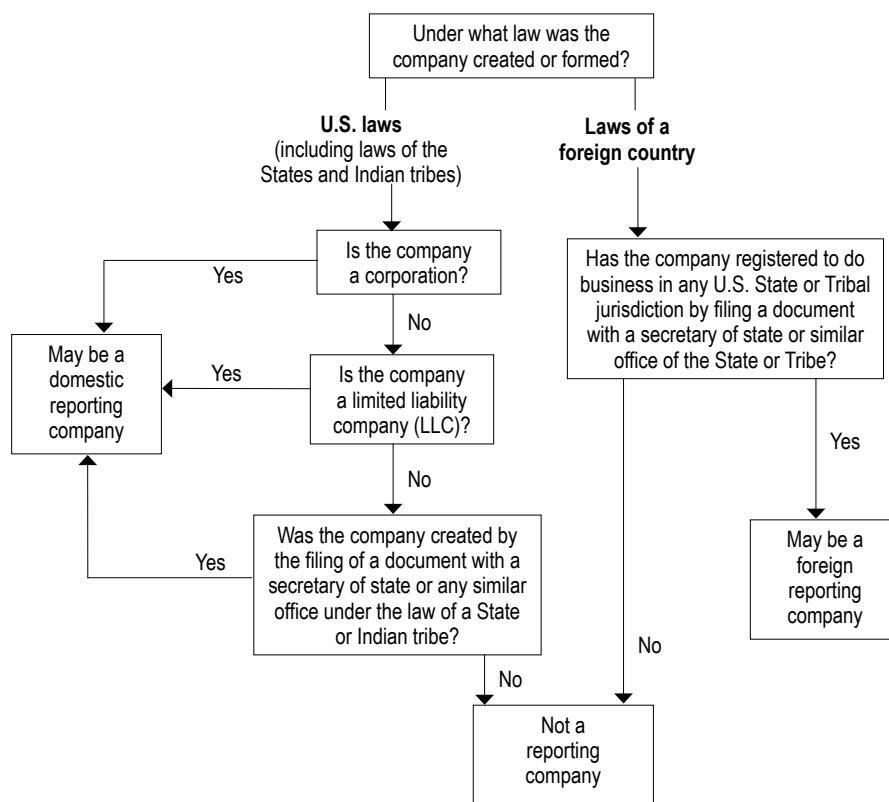 Under what law was the
company created or formed?
U.S. laws
(including laws of the
States and Indian tribes)
Laws of a
foreign country
Is the company
a corporation?
Yes
No
Has the company registered to do
business in any U.S. State or Tribal
jurisdiction by filing a document
with a secretary of state or similar
office of the State or Tribe?
May be a
domestic
reporting
company
Yes
Is the company
a limited liability
company (LLC)?
No
Yes
Was the company created by
the filing of a document with a
secretary of state or any similar
office under the law of a State
or Indian tribe?
Yes
May be a
foreign
reporting
company
No
No
Not a
reporting
company